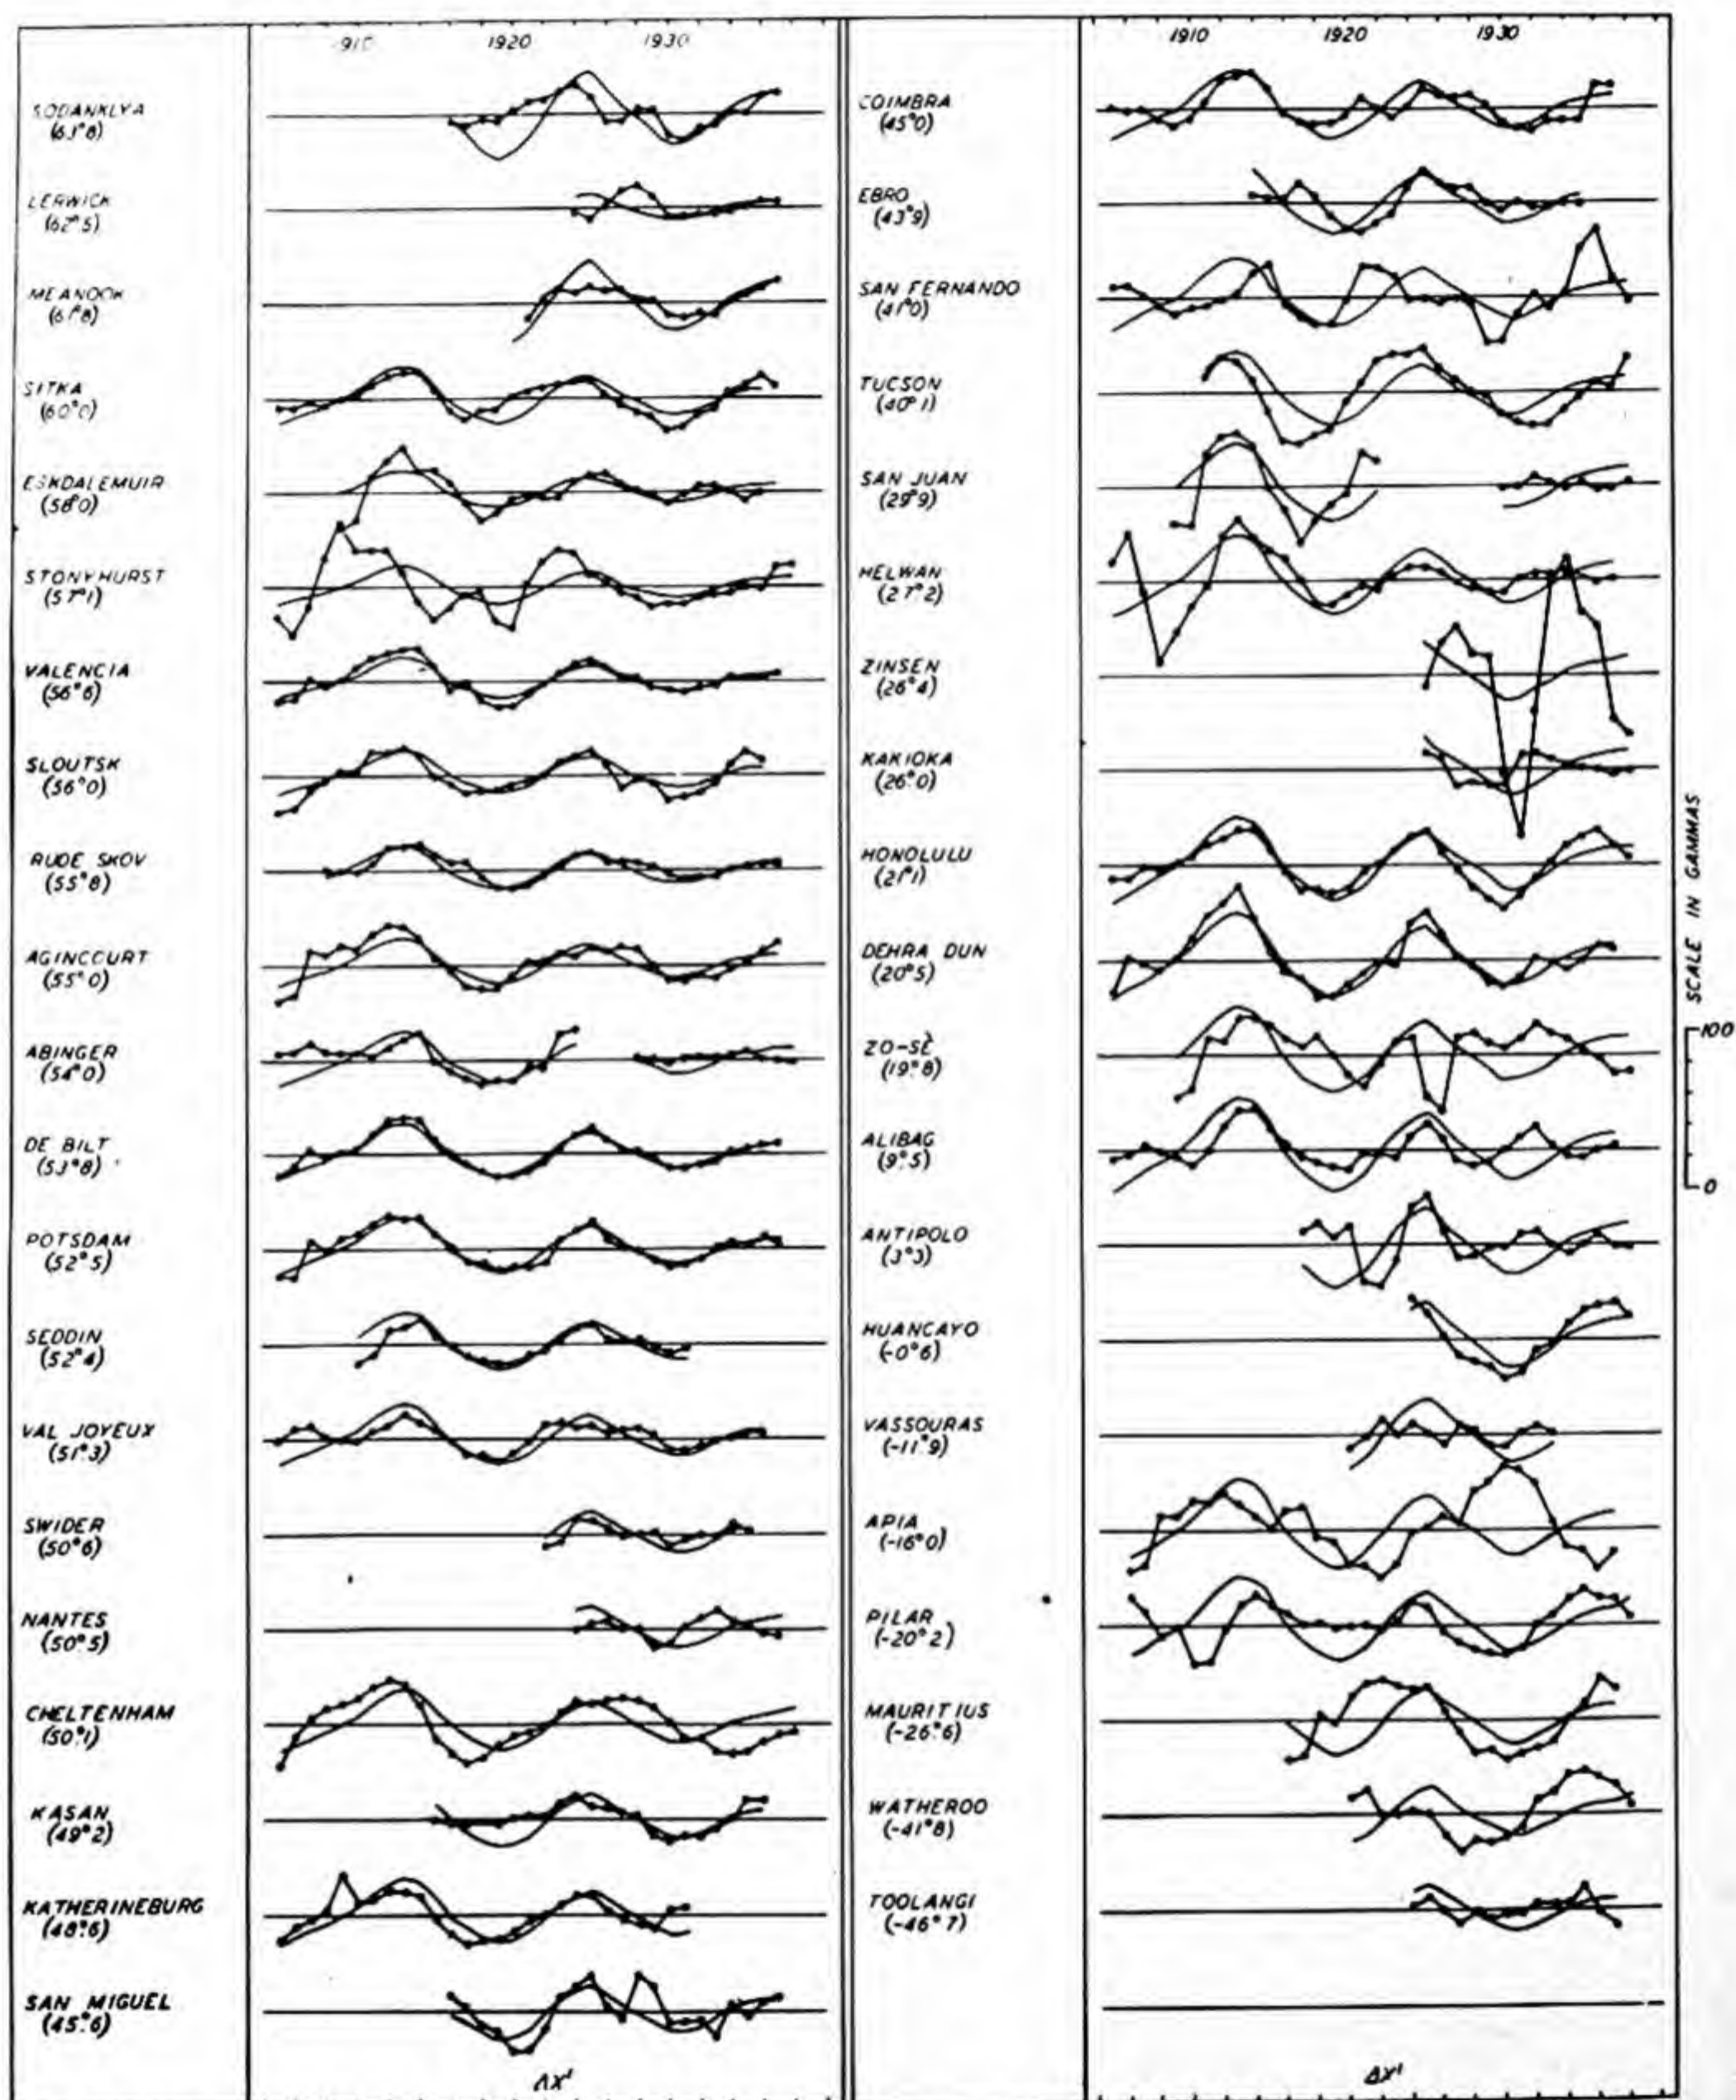 1910 1920 1930
SODANKLYA
(63°8)
LERWICK
(62°5)
MEANOOK
(61°8)
SITKA
(60°0)
ESKDALEMUIR
(58°0)
STONYHURST
(57°1)
VALENCIA
(56°6)
SLOUTSK
(56°0)
RUDE SKOV
(55°8)
AGINCOURT
(55°0)
ABINGER
(54°0)
DE BILT
(53°8)
POTSDAM
(52°5)
SEDDIN
(52°4)
VAL JOYEUX
(51°3)
SWIDER
(50°6)
NANTES
(50°5)
CHELTENHAM
(50°1)
KASAN
(49°2)
KATHERINEBURG
(48°6)
SAN MIGUEL
(45°6)
ΔX'
1910 1920 1930
COIMBRA
(45°0)
EBRO
(43°9)
SAN FERNANDO
(41°0)
TUCSON
(40°1)
SAN JUAN
(29°9)
HELWAN
(27°2)
ZINSEN
(26°4)
KAKIOKA
(26°0)
HONOLULU
(21°1)
DEHRA DUN
(20°5)
ZO-SÈ
(19°8)
ALIBAG
(9°5)
ANTIPOLO
(3°3)
HUANCAYO
(-0°6)
VASSOURAS
(-11°9)
APIA
(-16°0)
PILAR
(-20°2)
MAURITIUS
(-26°6)
WATHEROO
(-41°8)
TOOLANGI
(-46°7)
ΔX'
SCALE IN GAMMAS
100
0